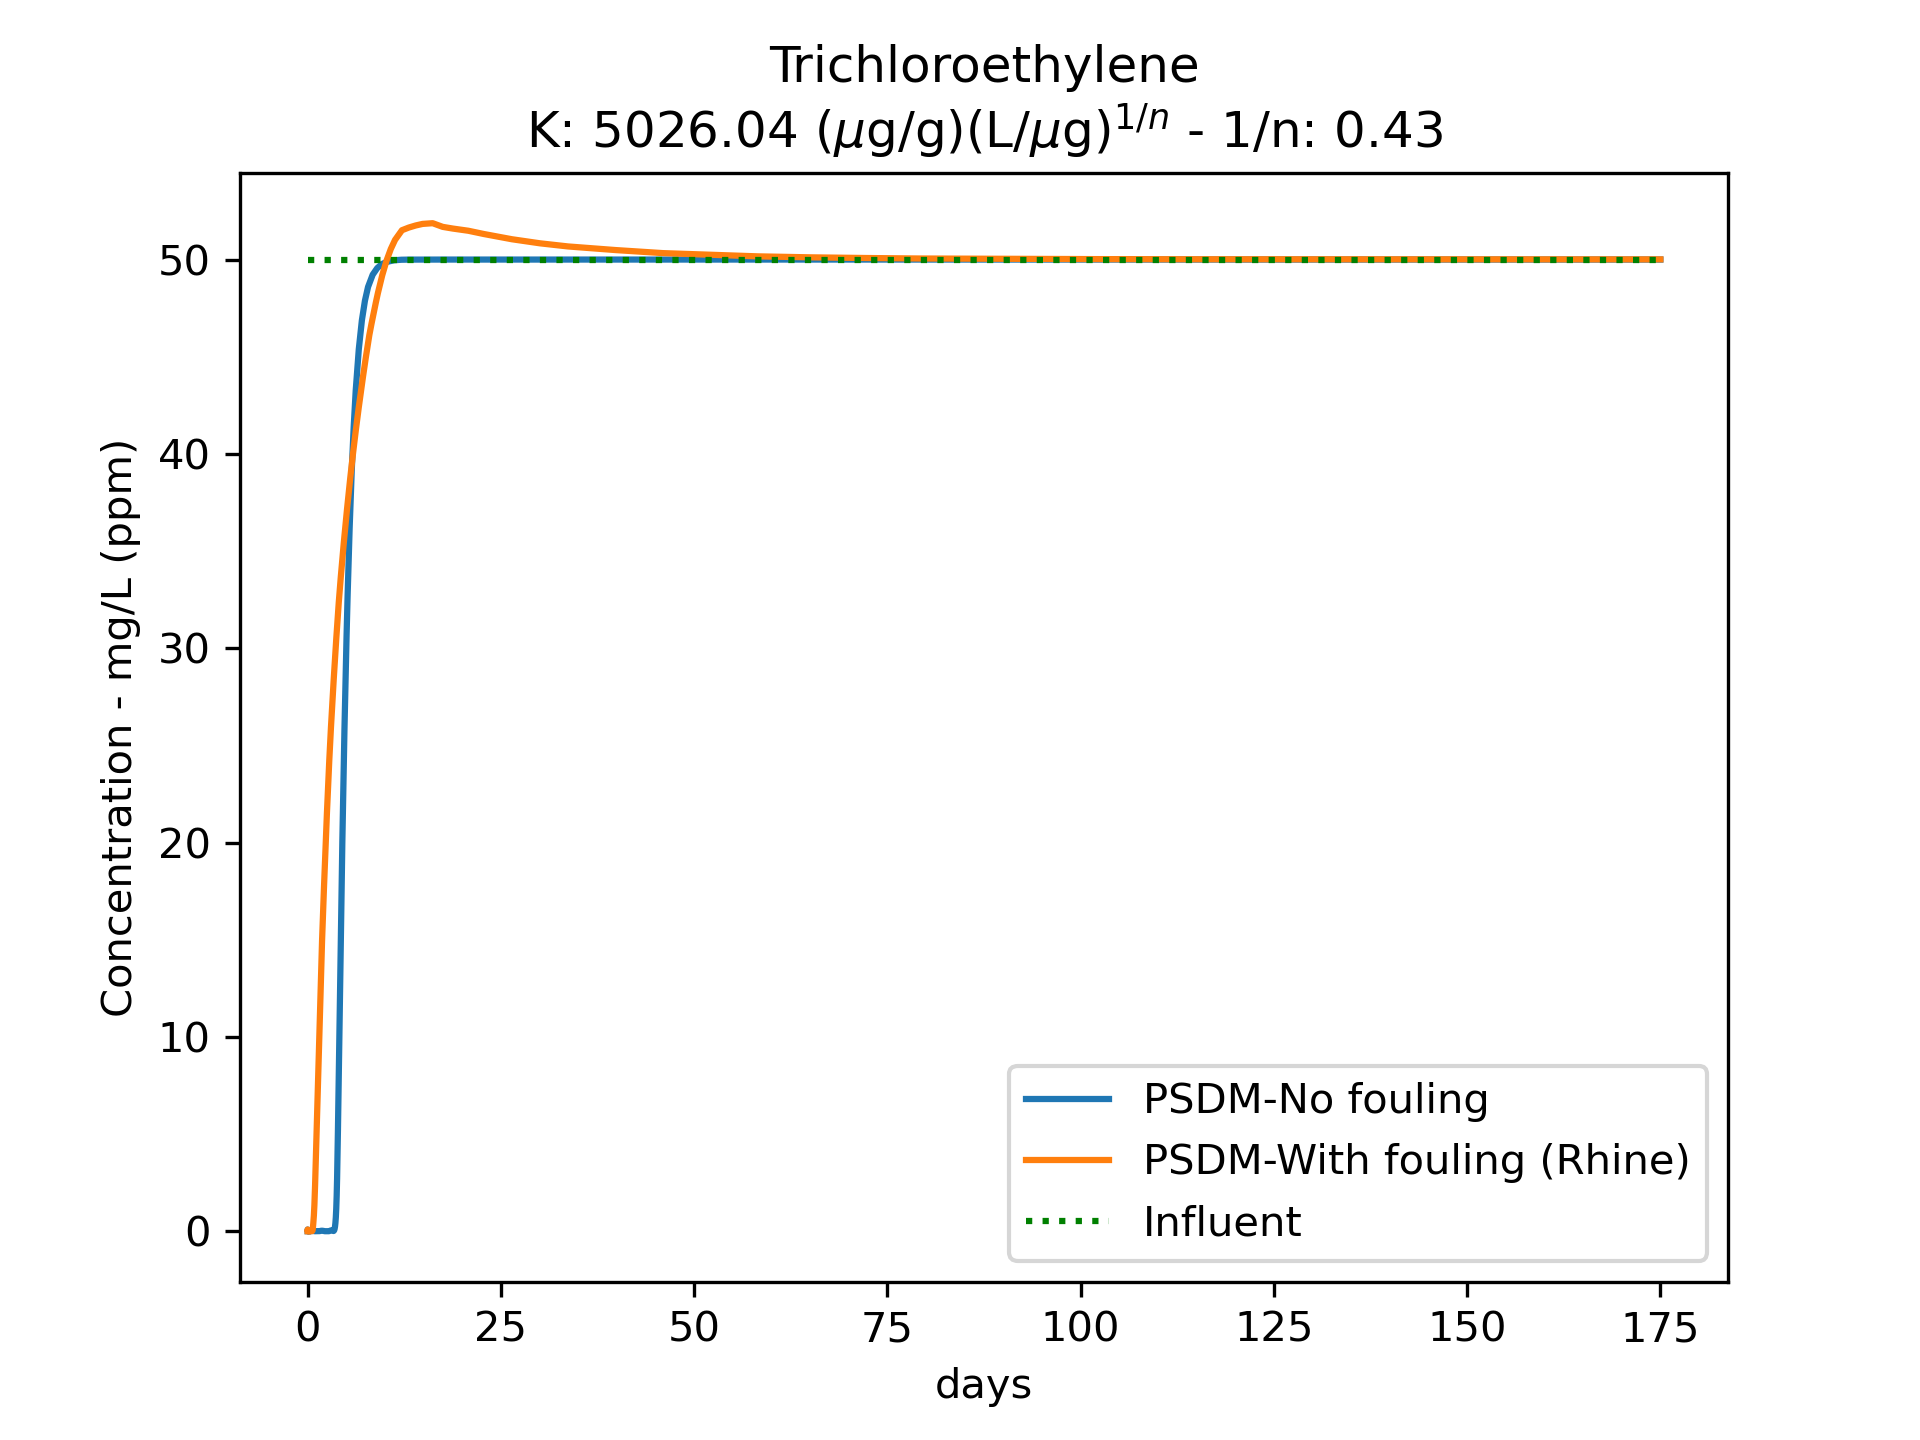 Trichloroethylene
K: 5026.04 (μg/g)(L/μg)^{1/n} - 1/n: 0.43
Concentration - mg/L (ppm)
50
40
30
20
10
0
PSDM-No fouling
PSDM-With fouling (Rhine)
Influent
0 25 50 75 100 125 150 175
days